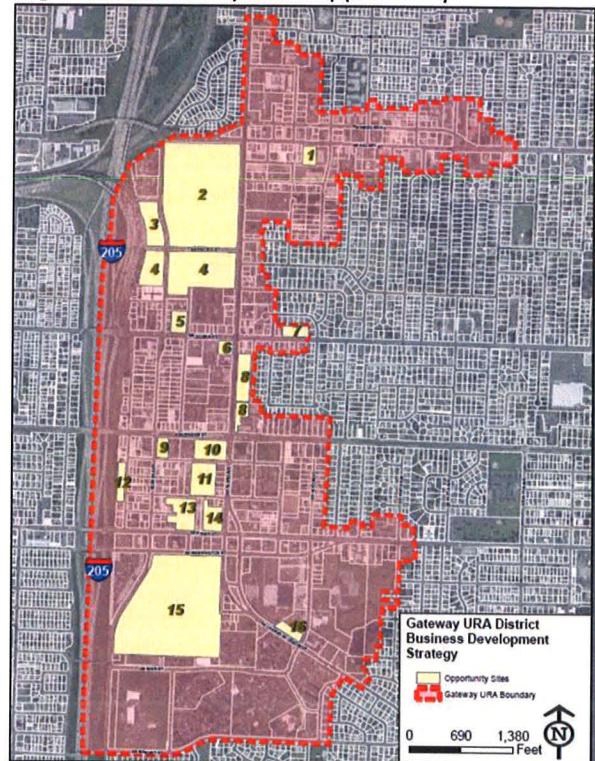 1
2
3
205
4
4
5
6
7
8
8
9
10
11
12
13
14
205
15
16
Gateway URA District
Business Development
Strategy
Opportunity Sites
Gateway URA Boundary
0 690 1,380
Feet
N